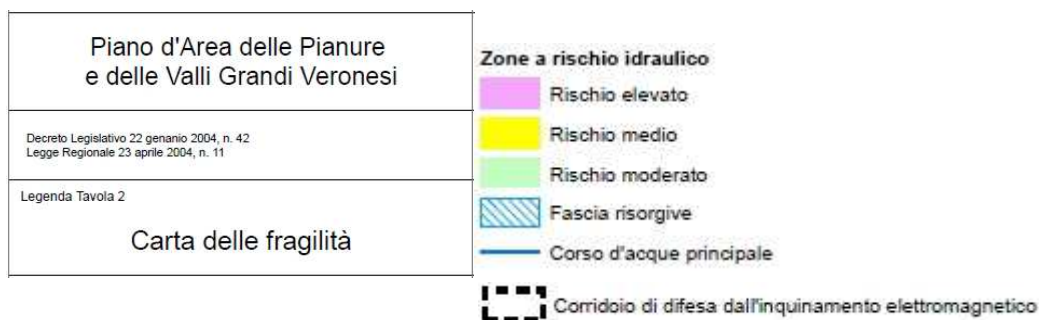 Piano d'Area delle Pianure
e delle Valli Grandi Veronesi
Decreto Legislativo 22 genanio 2004, n. 42
Legge Regionale 23 aprile 2004, n. 11
Legenda Tavola 2
Carta delle fragilità
Zone a rischio idraulico
Rischio elevato
Rischio medio
Rischio moderato
Fascia risorgive
Corso d'acque principale
Corridoio di difesa dall'inquinamento elettromagnetico